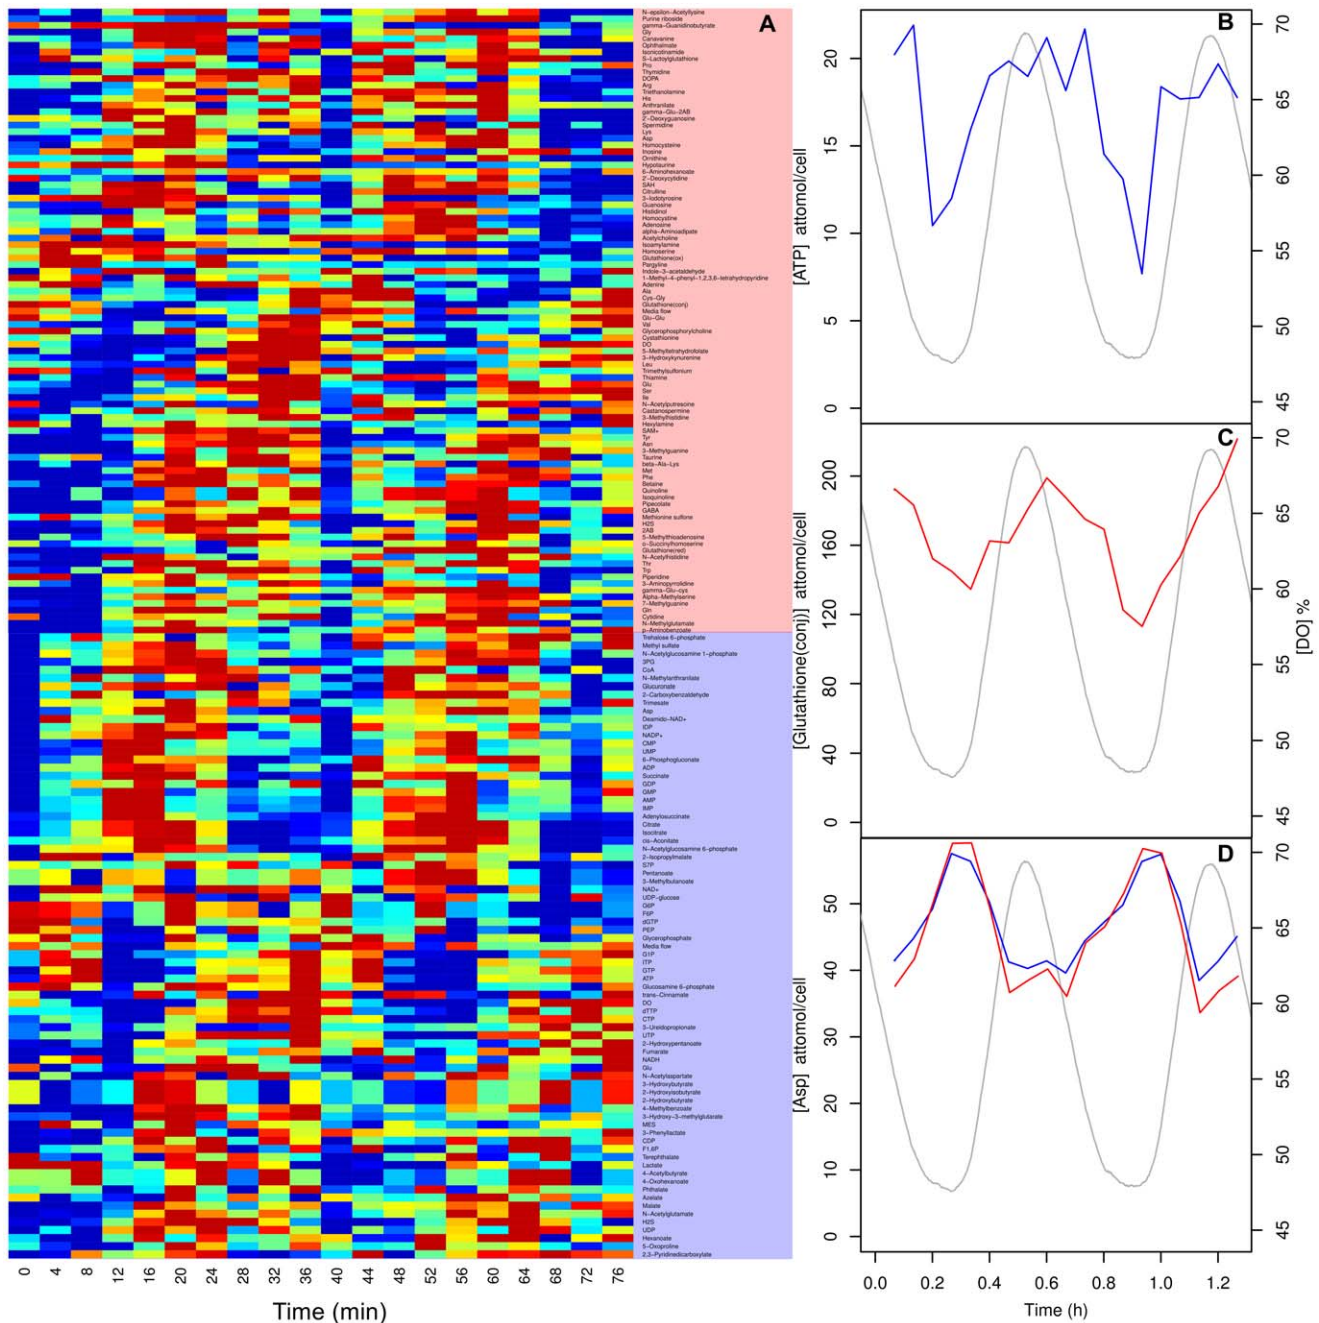 A
N-epsilon-Acetyllysine
Purine riboside
gamma-Guanidinobutyrate
Gly
Canavanine
Ophthalmate
Isonicotinamide
S-Lactoylglutathione
Pro
Thymidine
DOPA
Arg
Triethanolamine
His
Anthranilate
gamma-Glu-2AB
2'-Deoxyguanosine
Spermidine
Lys
Asp
Homocysteine
Inosine
Ornithine
Hypotaurine
6-Aminohexanoate
2'-Deoxycytidine
SAH
Citrulline
3-Iodotyrosine
Guanosine
Histidinol
Homocystine
Adenosine
alpha-Aminoadipate
Acetylcholine
Isoamylamine
Homoserine
Glutathione(ox)
Pargyline
Indole-3-acetaldehyde
1-Methyl-4-phenyl-1,2,3,6-tetrahydropyridine
Adenine
Ala
Cys-Gly
Glutathione(conj)
Media flow
Glu-Glu
Val
Glycerophosphorylcholine
Cystathionine
DO
5-Methyltetrahydrofolate
3-Hydroxykynurenine
Leu
Trimethylsulfonium
Thiamine
Glu
Ser
Ile
N-Acetylputrescine
Castanospermine
3-Methylhistidine
Hexylamine
SAM+
Tyr
Asn
3-Methylguanine
Taurine
beta-Ala-Lys
Met
Phe
Betaine
Quinoline
Isoquinoline
Pipecolate
GABA
Methionine sulfone
H2S
2AB
5-Methylthioadenosine
o-Succinylhomoserine
Glutathione(red)
N-Acetylhistidine
Thr
Trp
Piperidine
3-Aminopyrrolidine
gamma-Glu-cys
Alpha-Methylserine
7-Methylguanine
Gln
Cytidine
N-Methylglutamate
p-Aminobenzoate
Trehalose 6-phosphate
Methyl sulfate
N-Acetylglucosamine 1-phosphate
3PG
CoA
N-Methylanthranilate
Glucuronate
2-Carboxybenzaldehyde
Trimesate
Asp
Deamido-NAD+
IDP
NADP+
CMP
UMP
6-Phosphogluconate
ADP
Succinate
GDP
GMP
AMP
IMP
Adenylosuccinate
Citrate
Isocitrate
cis-Aconitate
N-Acetylglucosamine 6-phosphate
2-Isopropylmalate
S7P
Pentanoate
3-Methylbutanoate
NAD+
UDP-glucose
G6P
F6P
dGTP
PEP
Glycerophosphate
Media flow
G1P
ITP
GTP
ATP
Glucosamine 6-phosphate
trans-Cinnamate
DO
dTTP
CTP
3-Ureidopropionate
UTP
2-Hydroxypentanoate
Fumarate
NADH
Glu
N-Acetylaspartate
3-Hydroxybutyrate
2-Hydroxyisobutyrate
2-Hydroxybutyrate
4-Methylbenzoate
3-Hydroxy-3-methylglutarate
MES
3-Phenyllactate
CDP
F1,6P
Terephthalate
Lactate
4-Acetylbutyrate
4-Oxohexanoate
Phthalate
Azelate
Malate
N-Acetylglutamate
H2S
UDP
Hexanoate
5-Oxoproline
2,3-Pyridinedicarboxylate
0 4 8 12 16 20 24 28 32 36 40 44 48 52 56 60 64 68 72 76
Time (min)
B
[ATP] attomol/cell
20
15
10
5
0
70
65
60
55
50
45
C
[Glutathione(conj)] attomol/cell
200
160
120
80
40
0
70
65
60
55
50
45
[DO] %
D
[Asp] attomol/cell
50
40
30
20
10
0
70
65
60
55
50
45
0.0 0.2 0.4 0.6 0.8 1.0 1.2
Time (h)